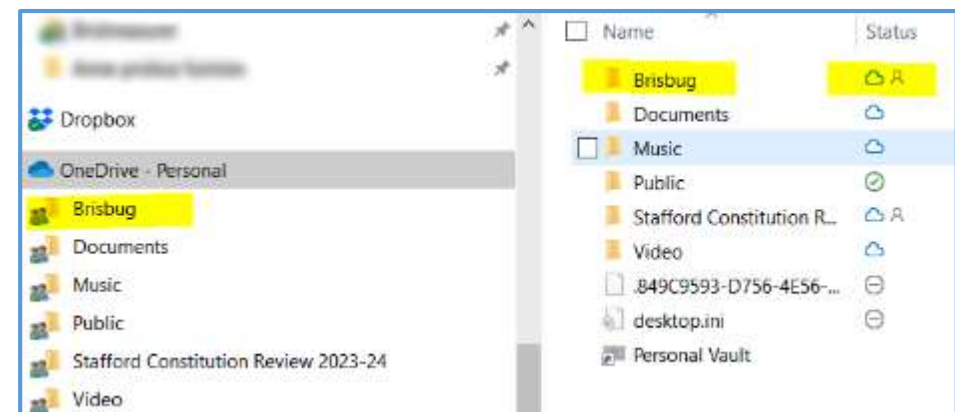 Dropbox
OneDrive - Personal
Brisbug
Documents
Music
Public
Stafford Constitution Review 2023-24
Video
Name Status
Brisbug
Documents
Music
Public
Stafford Constitution R...
Video
.849C9593-D756-4E56-...
desktop.ini
Personal Vault